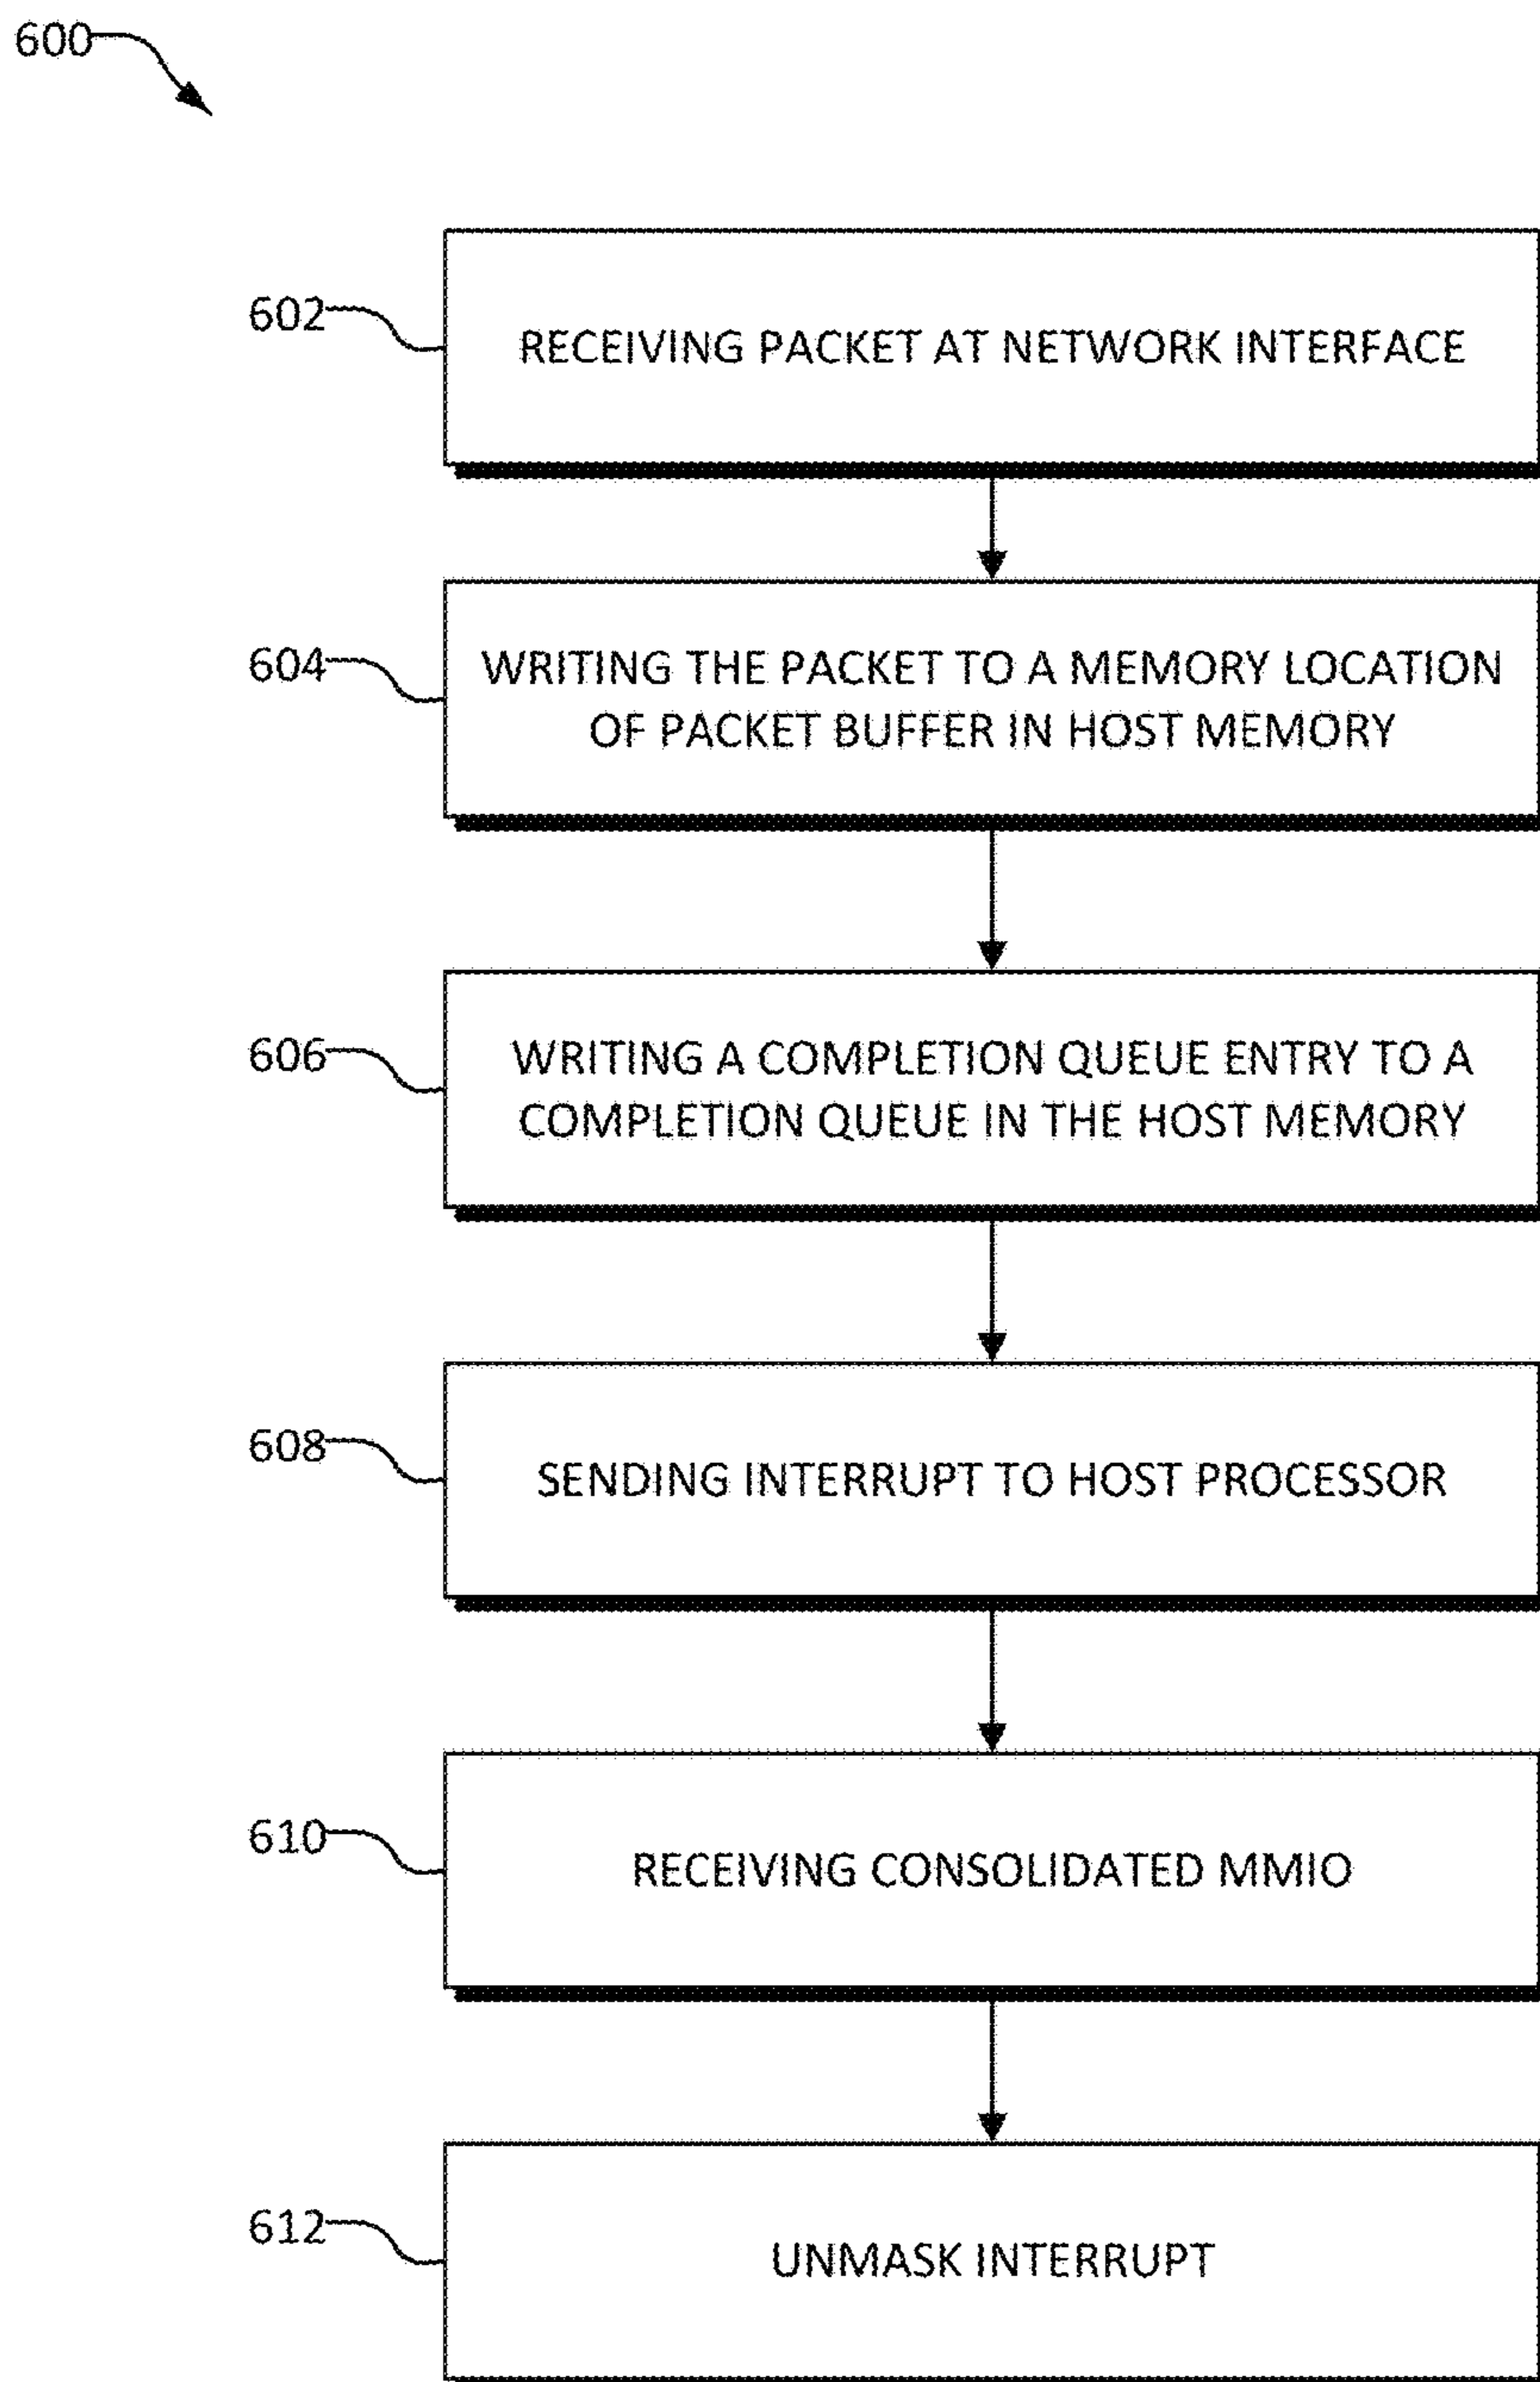 600
602
RECEIVING PACKET AT NETWORK INTERFACE
604
WRITING THE PACKET TO A MEMORY LOCATION
OF PACKET BUFFER IN HOST MEMORY
606
WRITING A COMPLETION QUEUE ENTRY TO A
COMPLETION QUEUE IN THE HOST MEMORY
608
SENDING INTERRUPT TO HOST PROCESSOR
610
RECEIVING CONSOLIDATED MMIO
612
UNMASK INTERRUPT